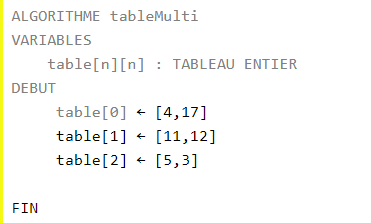 ALGORITHME tableMulti
VARIABLES
table[n][n] : TABLEAU ENTIER
DEBUT
table[0] ← [4,17]
table[1] ← [11,12]
table[2] ← [5,3]
FIN